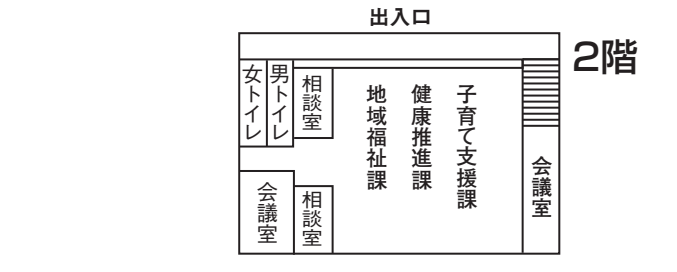 出入口
2階
女トイレ
男トイレ
相談室
地域福祉課
健康推進課
子育て支援課
会議室
会議室
相談室